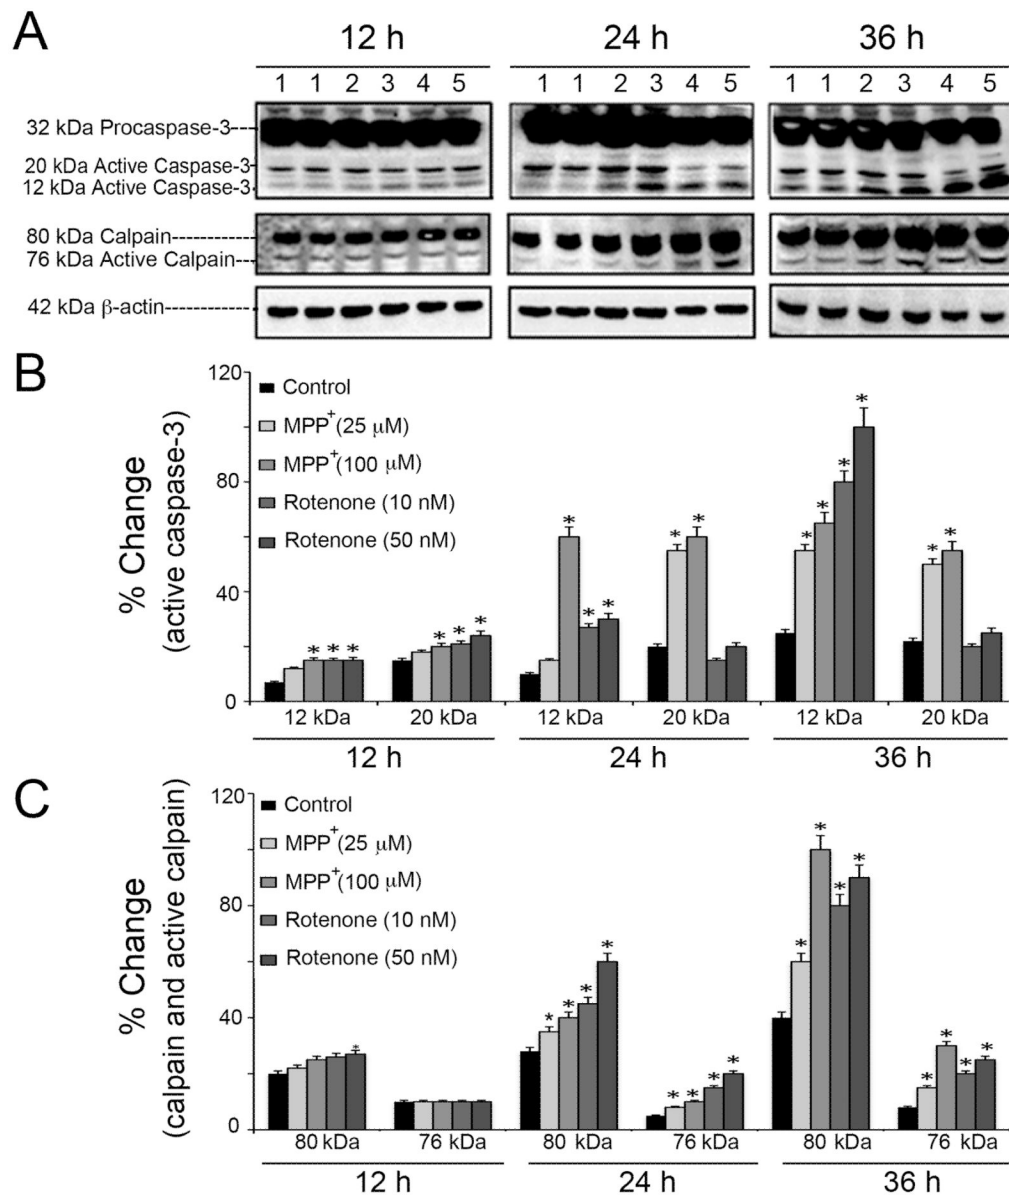 A
12 h 24 h 36 h
1 1 2 3 4 5 1 1 2 3 4 5 1 1 2 3 4 5
32 kDa Procaspase-3---
20 kDa Active Caspase-3
12 kDa Active Caspase-3
80 kDa Calpain-----------
76 kDa Active Calpain---
42 kDa β-actin------------
B
% Change
(active caspase-3)
120
80
40
0
Control
MPP+ (25 µM)
MPP+ (100 µM)
Rotenone (10 nM)
Rotenone (50 nM)
* * * * * * * * * * * * * * * * *
12 kDa 20 kDa 12 kDa 20 kDa 12 kDa 20 kDa
12 h 24 h 36 h
C
% Change
(calpain and active calpain)
120
80
40
0
Control
MPP+ (25 µM)
MPP+ (100 µM)
Rotenone (10 nM)
Rotenone (50 nM)
* * * * * * * * * * * * * * * * *
80 kDa 76 kDa 80 kDa 76 kDa 80 kDa 76 kDa
12 h 24 h 36 h